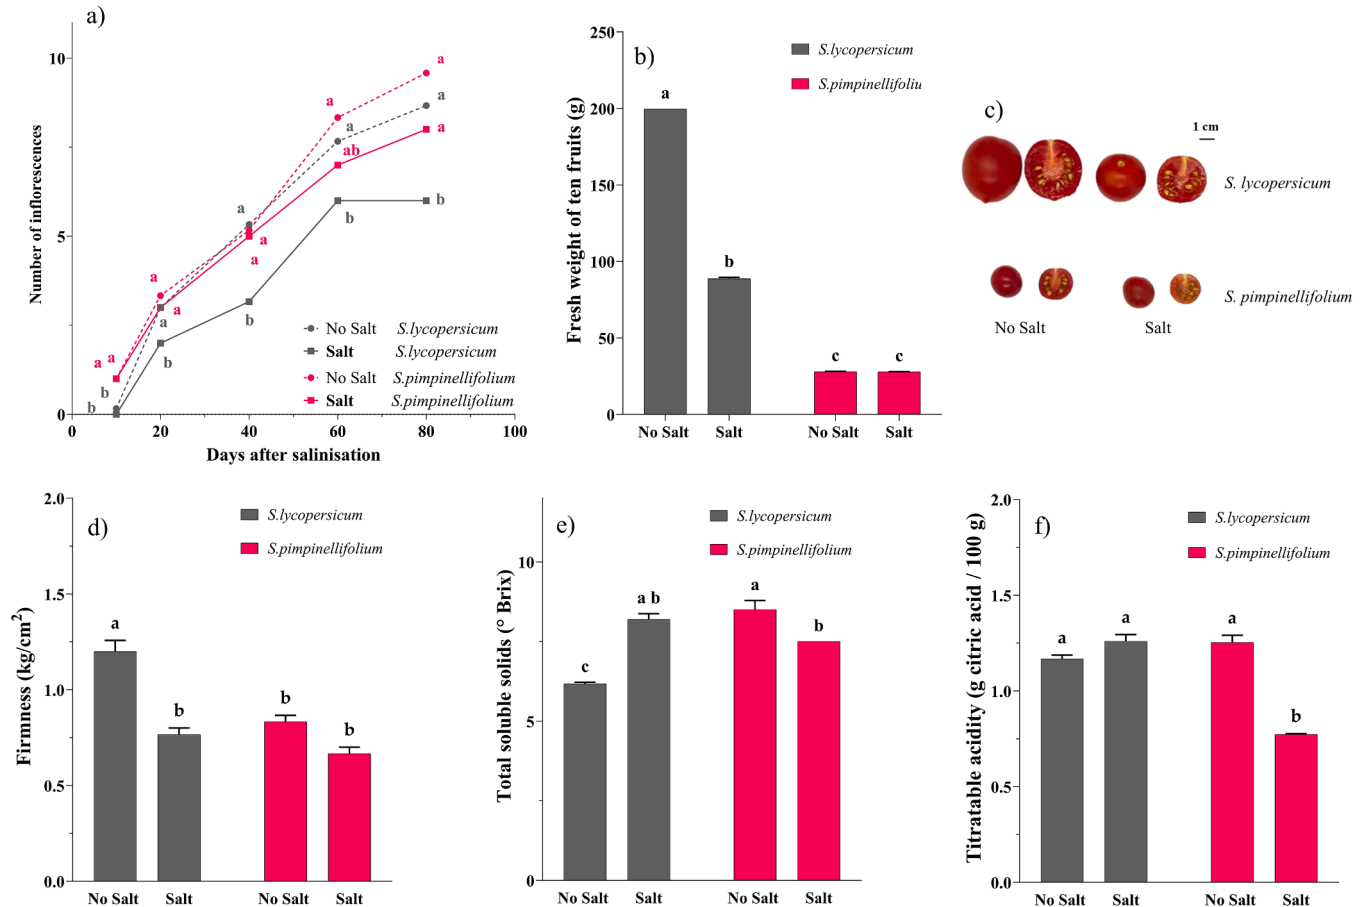 a)
Number of inflorescences
10
5
0
0 20 40 60 80 100
Days after salinisation
a
a
a
a
a
ab
b
b
a
a
a
b
a
a
a
b
a a
b
b
No Salt S.lycopersicum
Salt S.lycopersicum
No Salt S.pimpinellifolium
Salt S.pimpinellifolium
b)
Fresh weight of ten fruits (g)
250
200
150
100
50
0
S.lycopersicum
S.pimpinellifoliu
a
b
c
c
No Salt Salt No Salt Salt
c)
1 cm
S. lycopersicum
S. pimpinellifolium
No Salt Salt
d)
Firmness (kg/cm2)
2.0
1.5
1.0
0.5
0.0
S.lycopersicum
S.pimpinellifolium
a
b
b
b
No Salt Salt No Salt Salt
e)
Total soluble solids (° Brix)
10
5
0
S.lycopersicum
S.pimpinellifolium
c
a b
a
b
No Salt Salt No Salt Salt
f)
Titratable acidity (g citric acid / 100 g)
2.0
1.5
1.0
0.5
0.0
S.lycopersicum
S.pimpinellifolium
a
a
a
b
No Salt Salt No Salt Salt